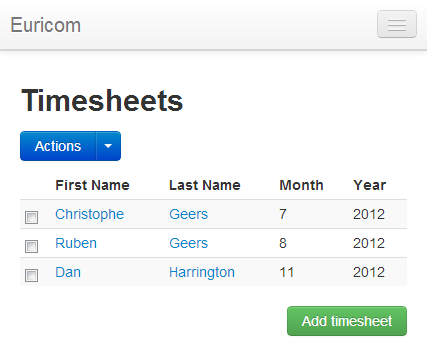 Euricom
Timesheets
Actions
First Name Last Name Month Year
Christophe Geers 7 2012
Ruben Geers 8 2012
Dan Harrington 11 2012
Add timesheet